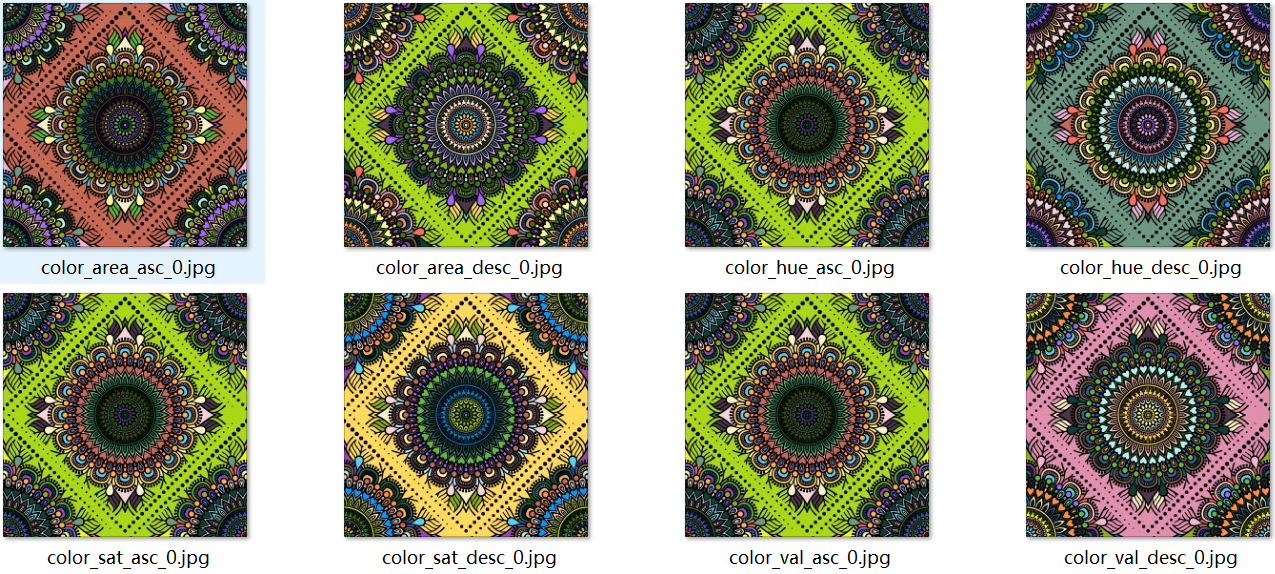 color_area_asc_0.jpg
color_area_desc_0.jpg
color_hue_asc_0.jpg
color_hue_desc_0.jpg
color_sat_asc_0.jpg
color_sat_desc_0.jpg
color_val_asc_0.jpg
color_val_desc_0.jpg